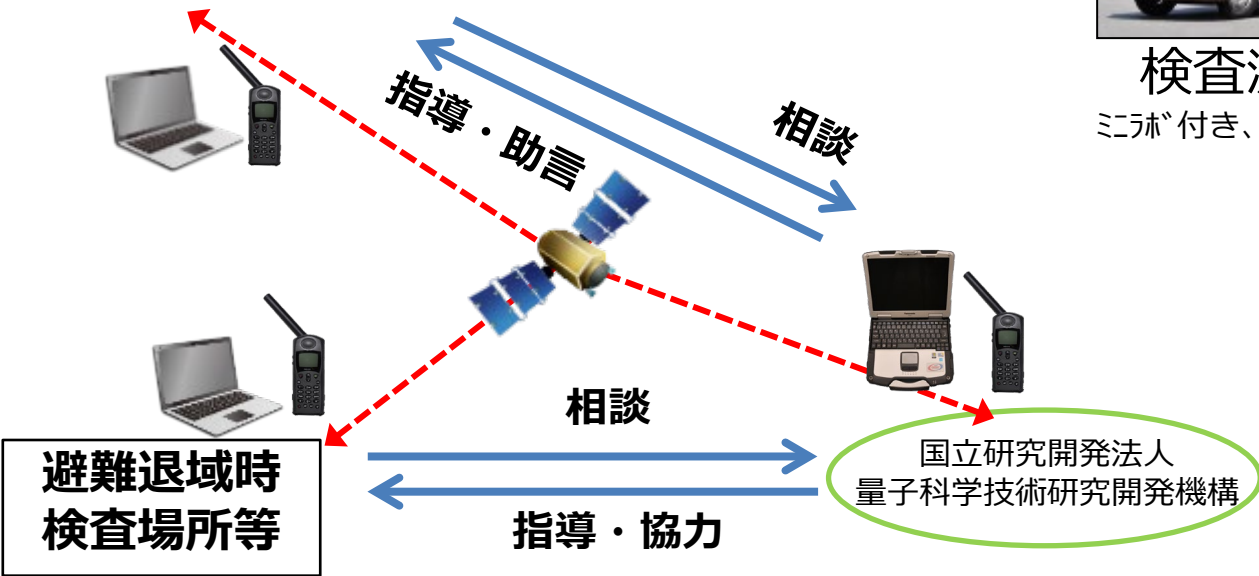 検査
ミニラボ付き、
指導・助言
相談
相談
避難退域時
検査場所等
指導・協力
国立研究開発法人
量子科学技術研究開発機構